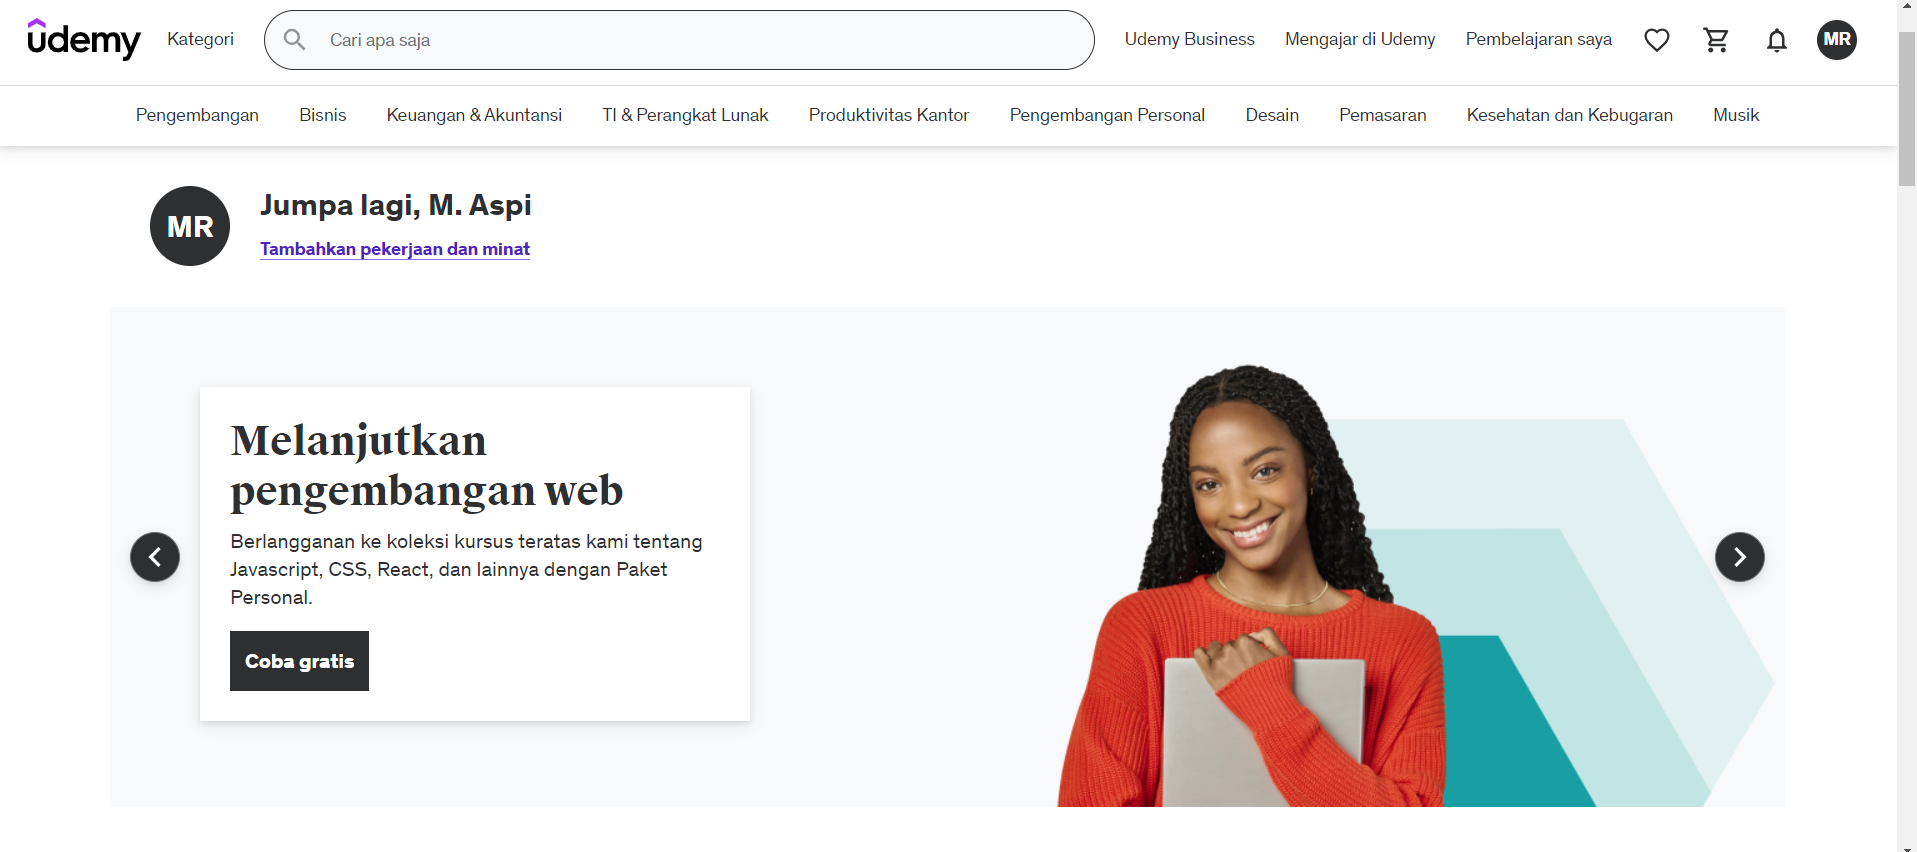 udemy Kategori Cari apa saja Udemy Business Mengajar di Udemy Pembelajaran saya MR
Pengembangan Bisnis Keuangan & Akuntansi TI & Perangkat Lunak Produktivitas Kantor Pengembangan Personal Desain Pemasaran Kesehatan dan Kebugaran Musik
MR
Jumpa lagi, M. Aspi
Tambahkan pekerjaan dan minat
Melanjutkan
pengembangan web
Berlangganan ke koleksi kursus teratas kami tentang
Javascript, CSS, React, dan lainnya dengan Paket
Personal.
Coba gratis